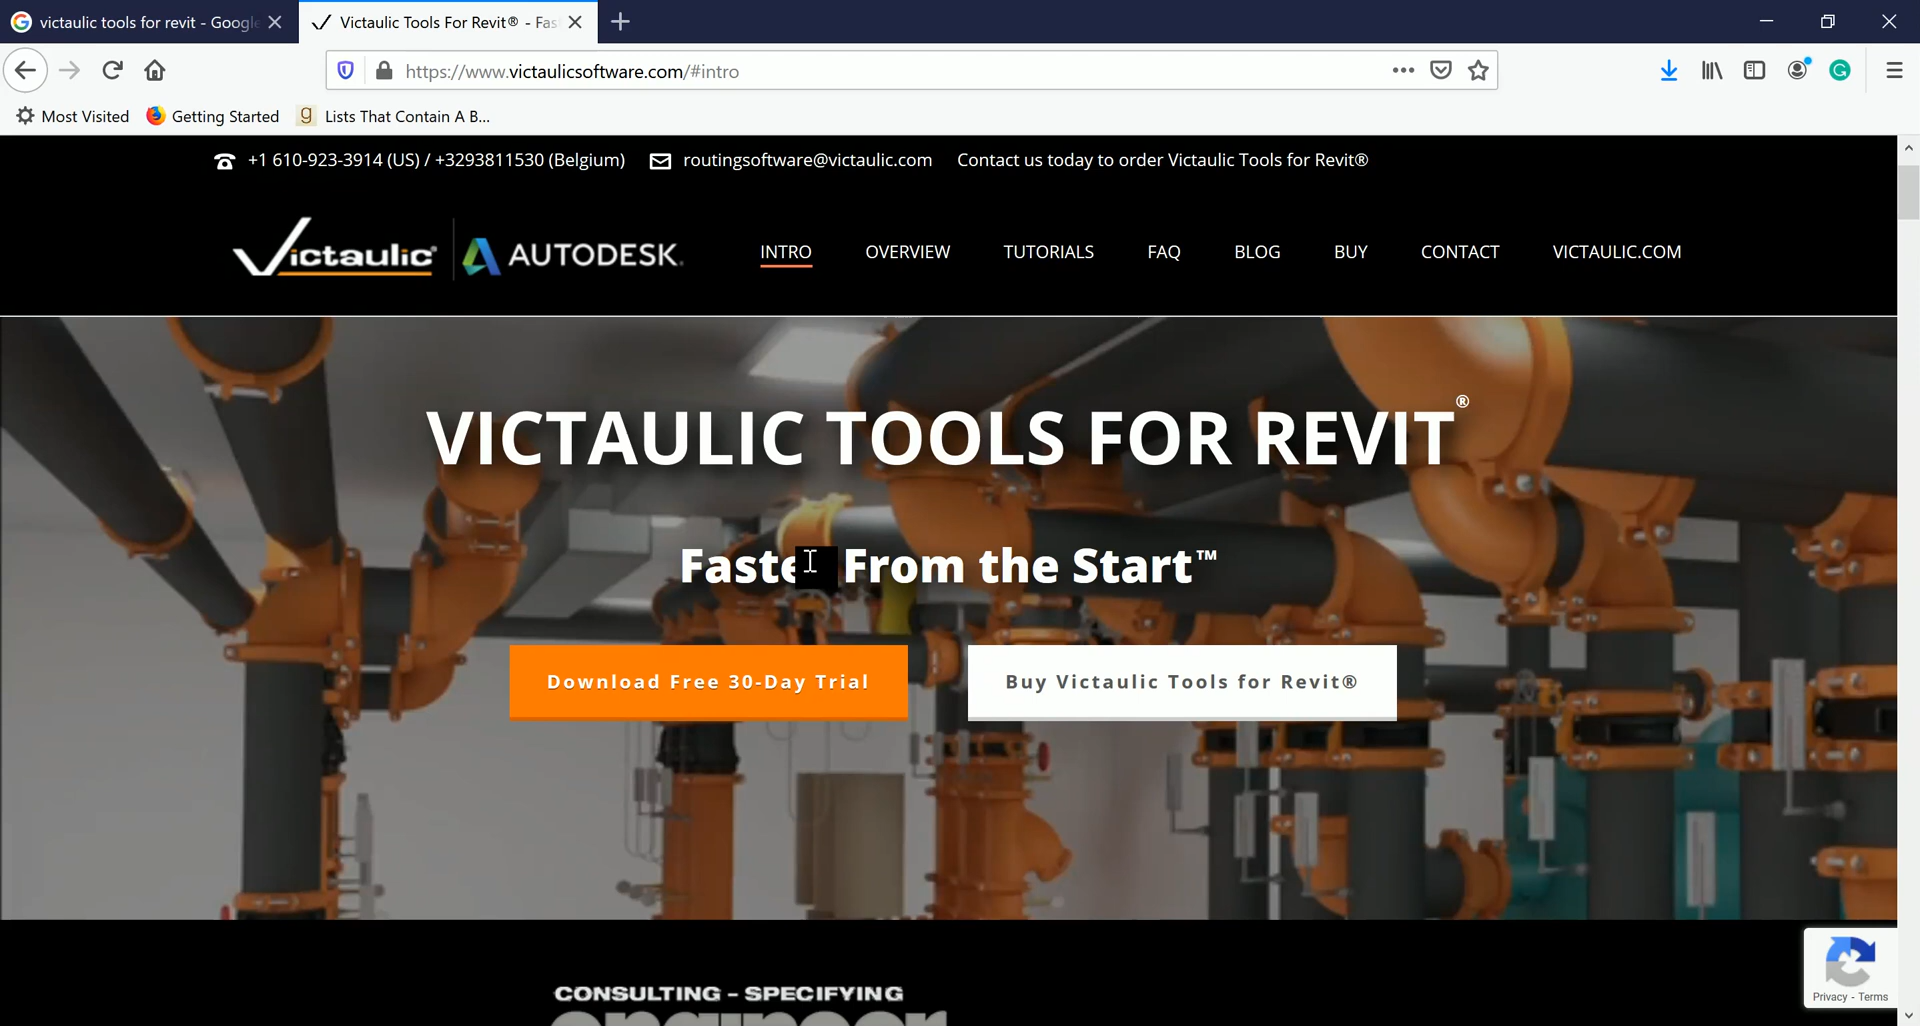 victaulic tools for revit - Googl
Victaulic Tools For Revit® - Fas
https://www.victaulicsoftware.com/#intro
Most Visited
Getting Started
Lists That Contain A B...
+1 610-923-3914 (US) / +3293811530 (Belgium)
routingsoftware@victaulic.com
Contact us today to order Victaulic Tools for Revit®
Victaulic®
AUTODESK.
INTRO
OVERVIEW
TUTORIALS
FAQ
BLOG
BUY
CONTACT
VICTAULIC.COM
VICTAULIC TOOLS FOR REVIT®
Faste From the Start™
Download Free 30-Day Trial
Buy Victaulic Tools for Revit®
CONSULTING - SPECIFYING
engineer
Privacy - Terms